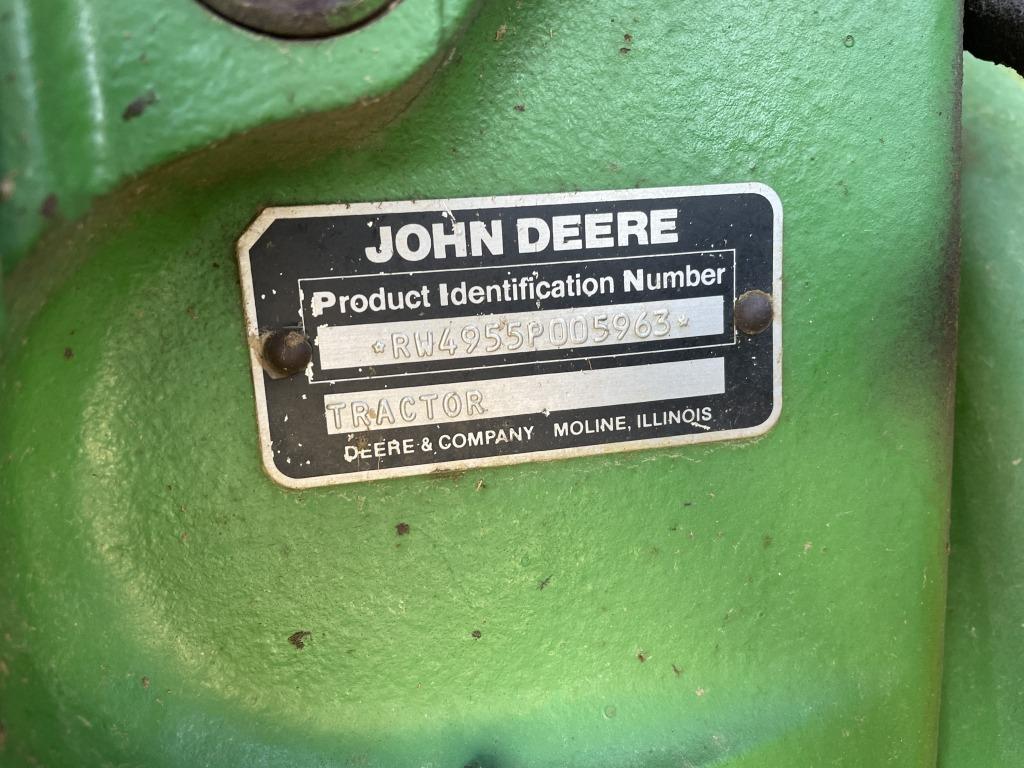 JOHN DEERE
Product Identification Number
*RW4955P005963*
TRACTOR
DEERE & COMPANY MOLINE, ILLINOIS